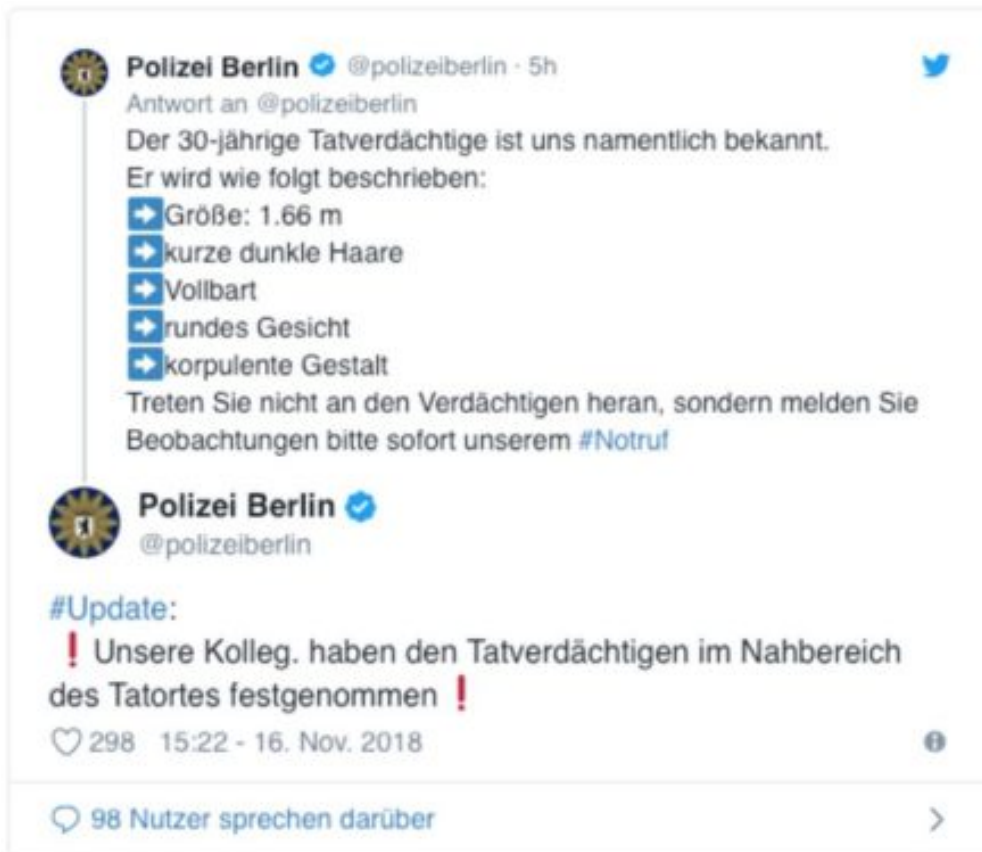 Polizei Berlin @polizeiberlin · 5h
Antwort an @polizeiberlin
Der 30-jährige Tatverdächtige ist uns namentlich bekannt.
Er wird wie folgt beschrieben:
➡Größe: 1.66 m
➡kurze dunkle Haare
➡Vollbart
➡rundes Gesicht
➡korpulente Gestalt
Treten Sie nicht an den Verdächtigen heran, sondern melden Sie
Beobachtungen bitte sofort unserem #Notruf
Polizei Berlin
@polizeiberlin
#Update:
❗Unsere Kolleg. haben den Tatverdächtigen im Nahbereich
des Tatortes festgenommen❗
298 15:22 - 16. Nov. 2018
98 Nutzer sprechen darüber